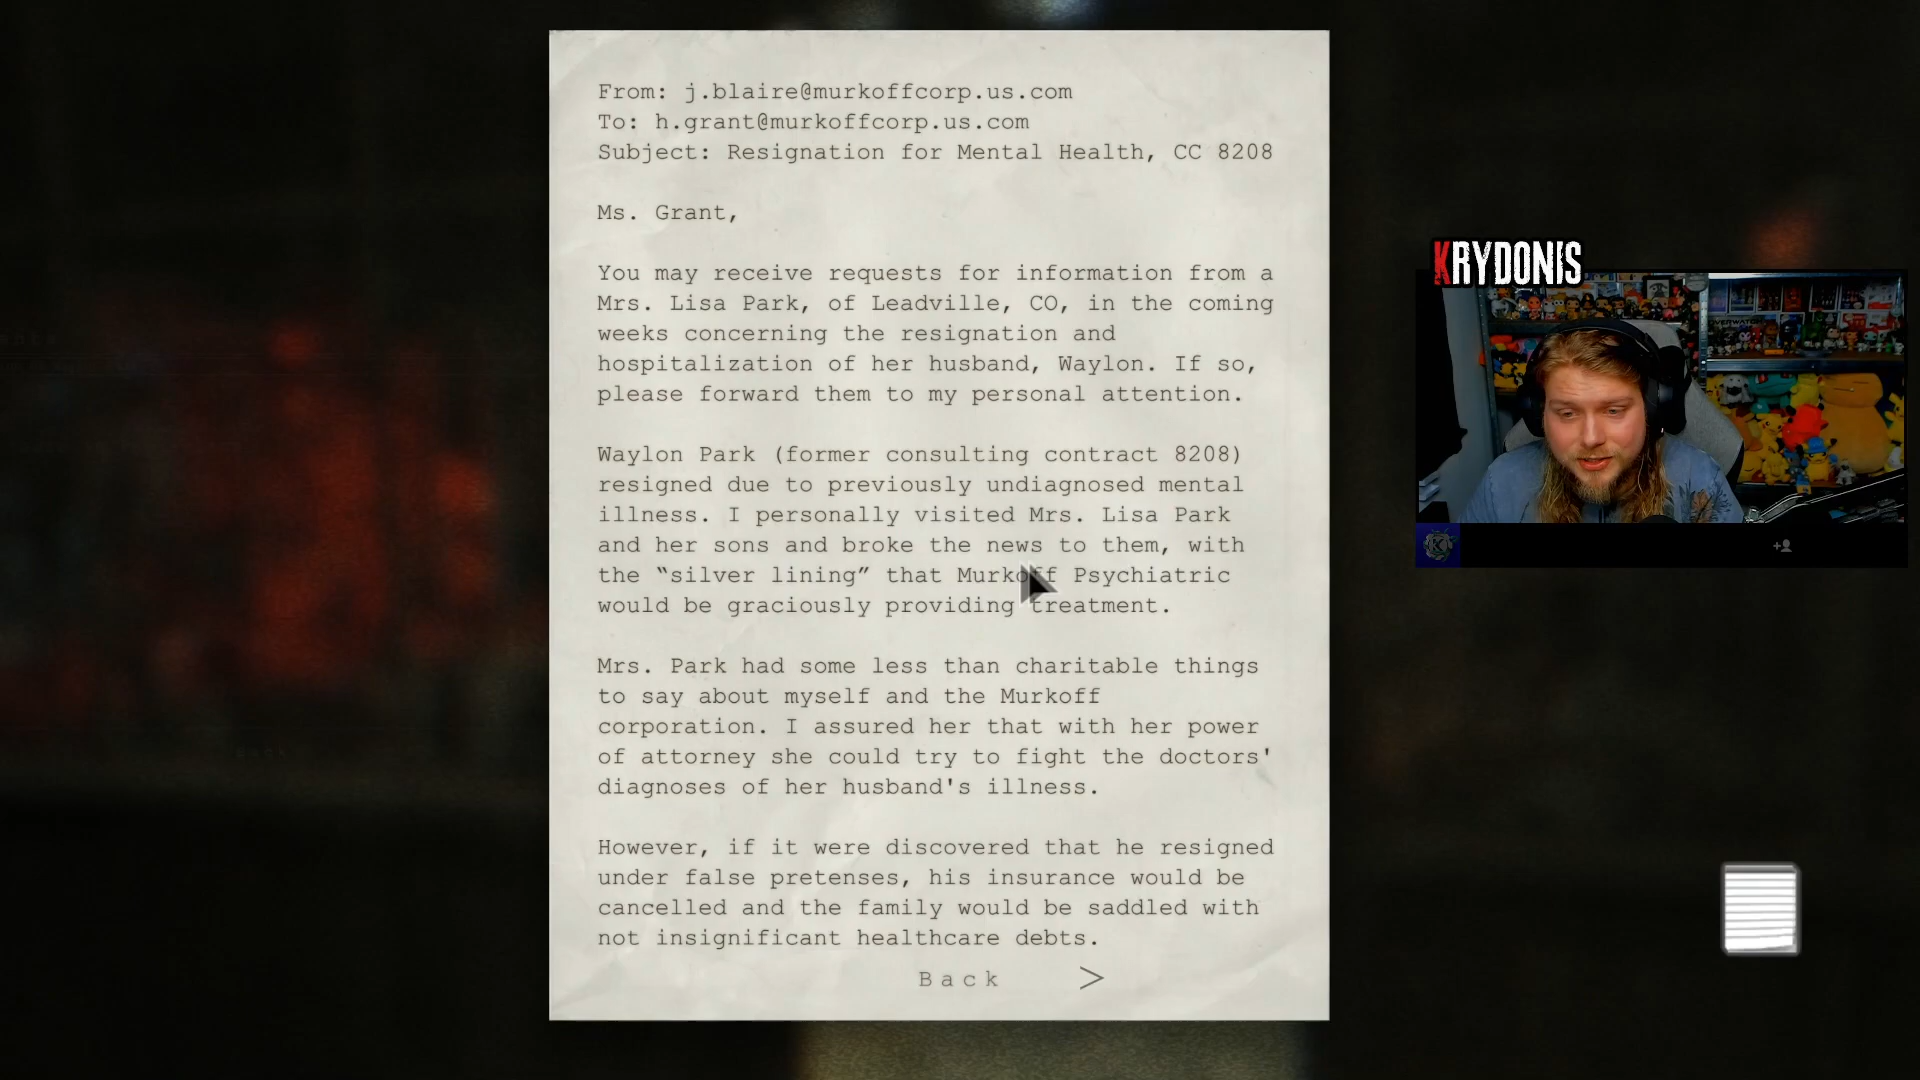 From: j.blaire@murkoffcorp.us.com
To: h.grant@murkoffcorp.us.com
Subject: Resignation for Mental Health, CC 8208
Ms. Grant,
You may receive requests for information from a
Mrs. Lisa Park, of Leadville, CO, in the coming
weeks concerning the resignation and
hospitalization of her husband, Waylon. If so,
please forward them to my personal attention.
Waylon Park (former consulting contract 8208)
resigned due to previously undiagnosed mental
illness. I personally visited Mrs. Lisa Park
and her sons and broke the news to them, with
the “silver lining” that Murkoff Psychiatric
would be graciously providing treatment.
Mrs. Park had some less than charitable things
to say about myself and the Murkoff
corporation. I assured her that with her power
of attorney she could try to fight the doctors'
diagnoses of her husband's illness.
However, if it were discovered that he resigned
under false pretenses, his insurance would be
cancelled and the family would be saddled with
not insignificant healthcare debts.
Back >
KRYDONIS